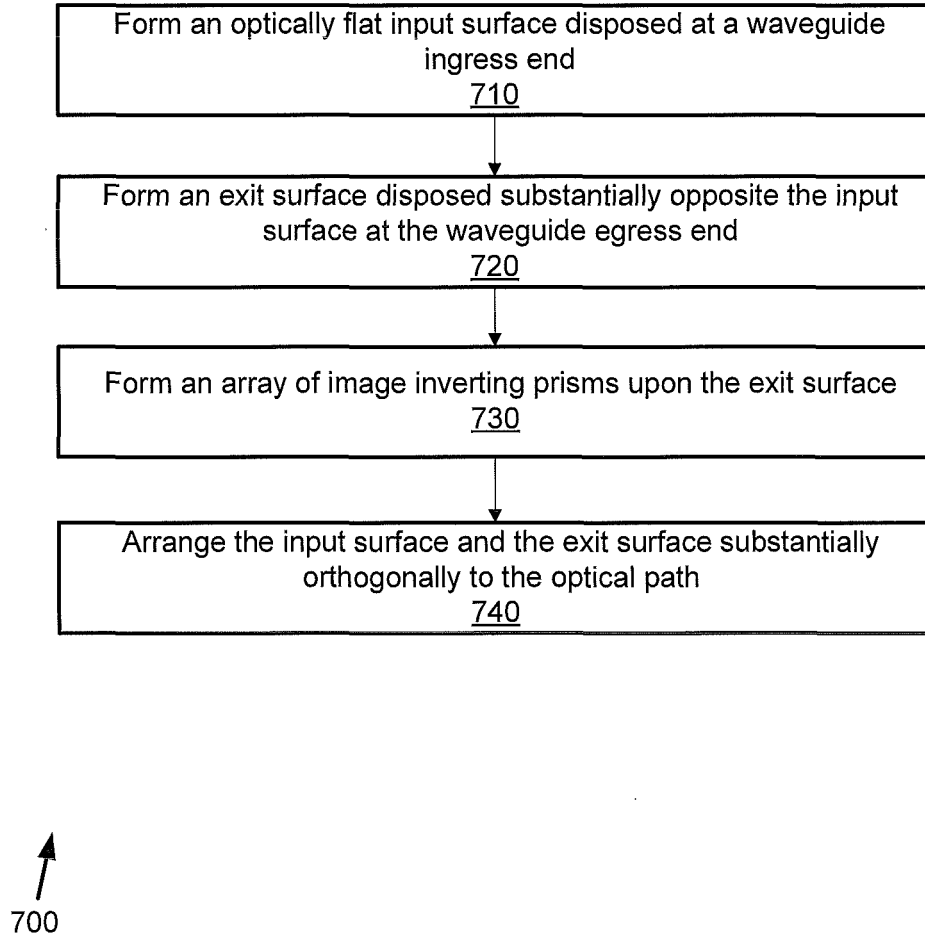 Form an optically flat input surface disposed at a waveguide
ingress end
710
Form an exit surface disposed substantially opposite the input
surface at the waveguide egress end
720
Form an array of image inverting prisms upon the exit surface
730
Arrange the input surface and the exit surface substantially
orthogonally to the optical path
740
700